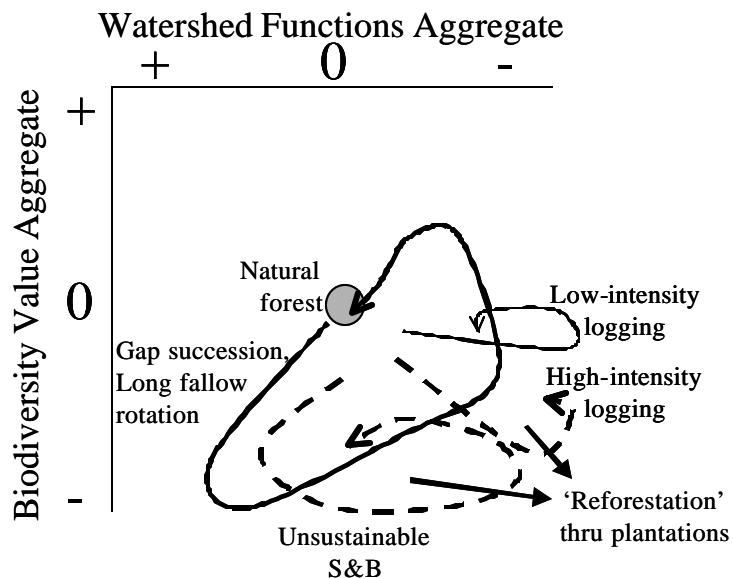 Watershed Functions Aggregate
+ 0 -
Biodiversity Value Aggregate
+
0
-
Natural
forest
Low-intensity
logging
Gap succession,
Long fallow
rotation
High-intensity
logging
'Reforestation'
thru plantations
Unsustainable
S&B